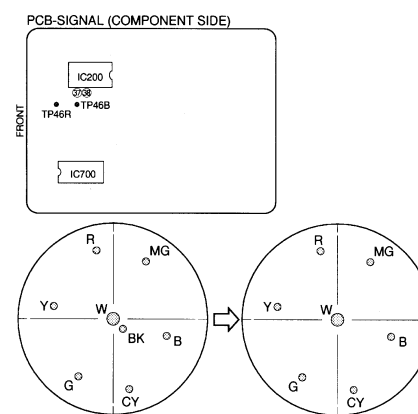 PCB-SIGNAL (COMPONENT SIDE)
IC200
37 38
TP46R TP46B
FRONT
IC700
R
MG
Y
W
BK
B
G
CY
R
MG
Y
W
B
G
CY